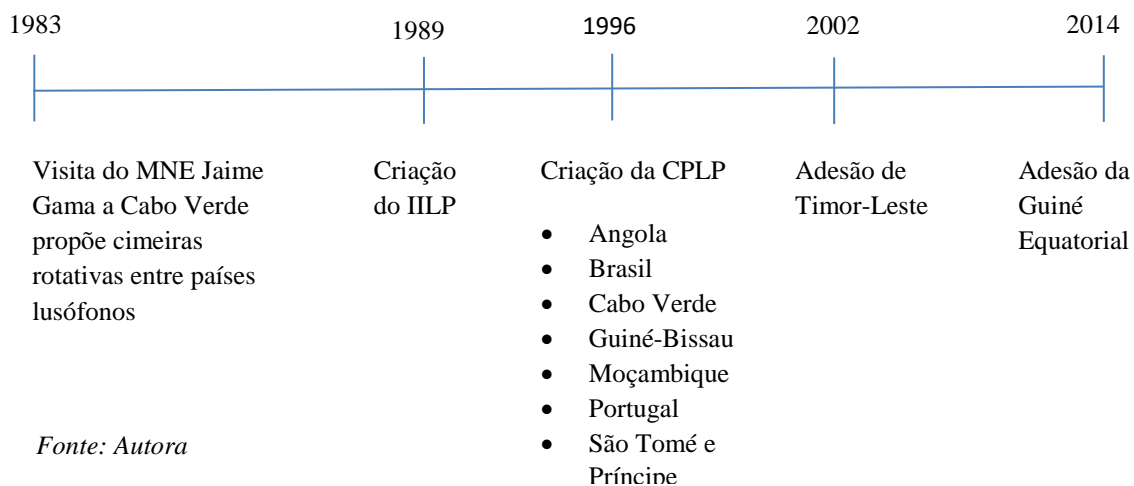 1983
1989
1996
2002
2014
Visita do MNE Jaime
Gama a Cabo Verde
propõe cimeiras
rotativas entre países
lusófonos
Criação
do IILP
Criação da CPLP
• Angola
• Brasil
• Cabo Verde
• Guiné-Bissau
• Moçambique
• Portugal
• São Tomé e
Príncipe
Adesão de
Timor-Leste
Adesão da
Guiné
Equatorial
Fonte: Autora